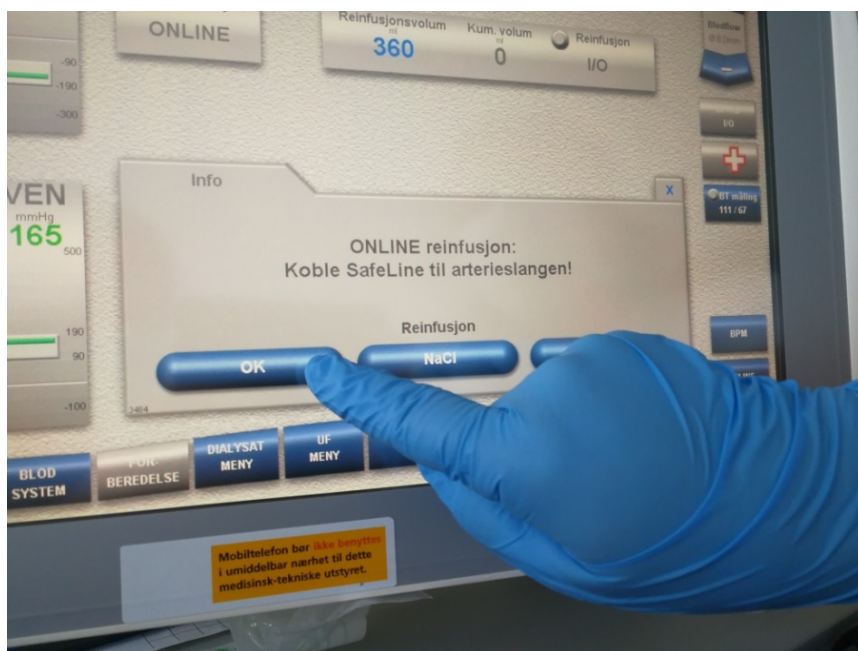 ONLINE
Reinfusjonsvolum
ml
360
Kum. volum
ml
0
Reinfusjon
I/O
Blodflow
-90
-190
-300
I/O
BT måling
111 / 67
VEN
mmHg
165
500
190
90
-100
Info
X
ONLINE reinfusjon:
Koble SafeLine til arterieslangen!
Reinfusjon
OK
NaCl
3484
BPM
BLOD
SYSTEM
FOR-
BEREDELSE
DIALYSAT
MENY
UF
MENY
Mobiltelefon bør ikke benyttes
i umiddelbar nærhet til dette
medisinsk-tekniske utstyret.